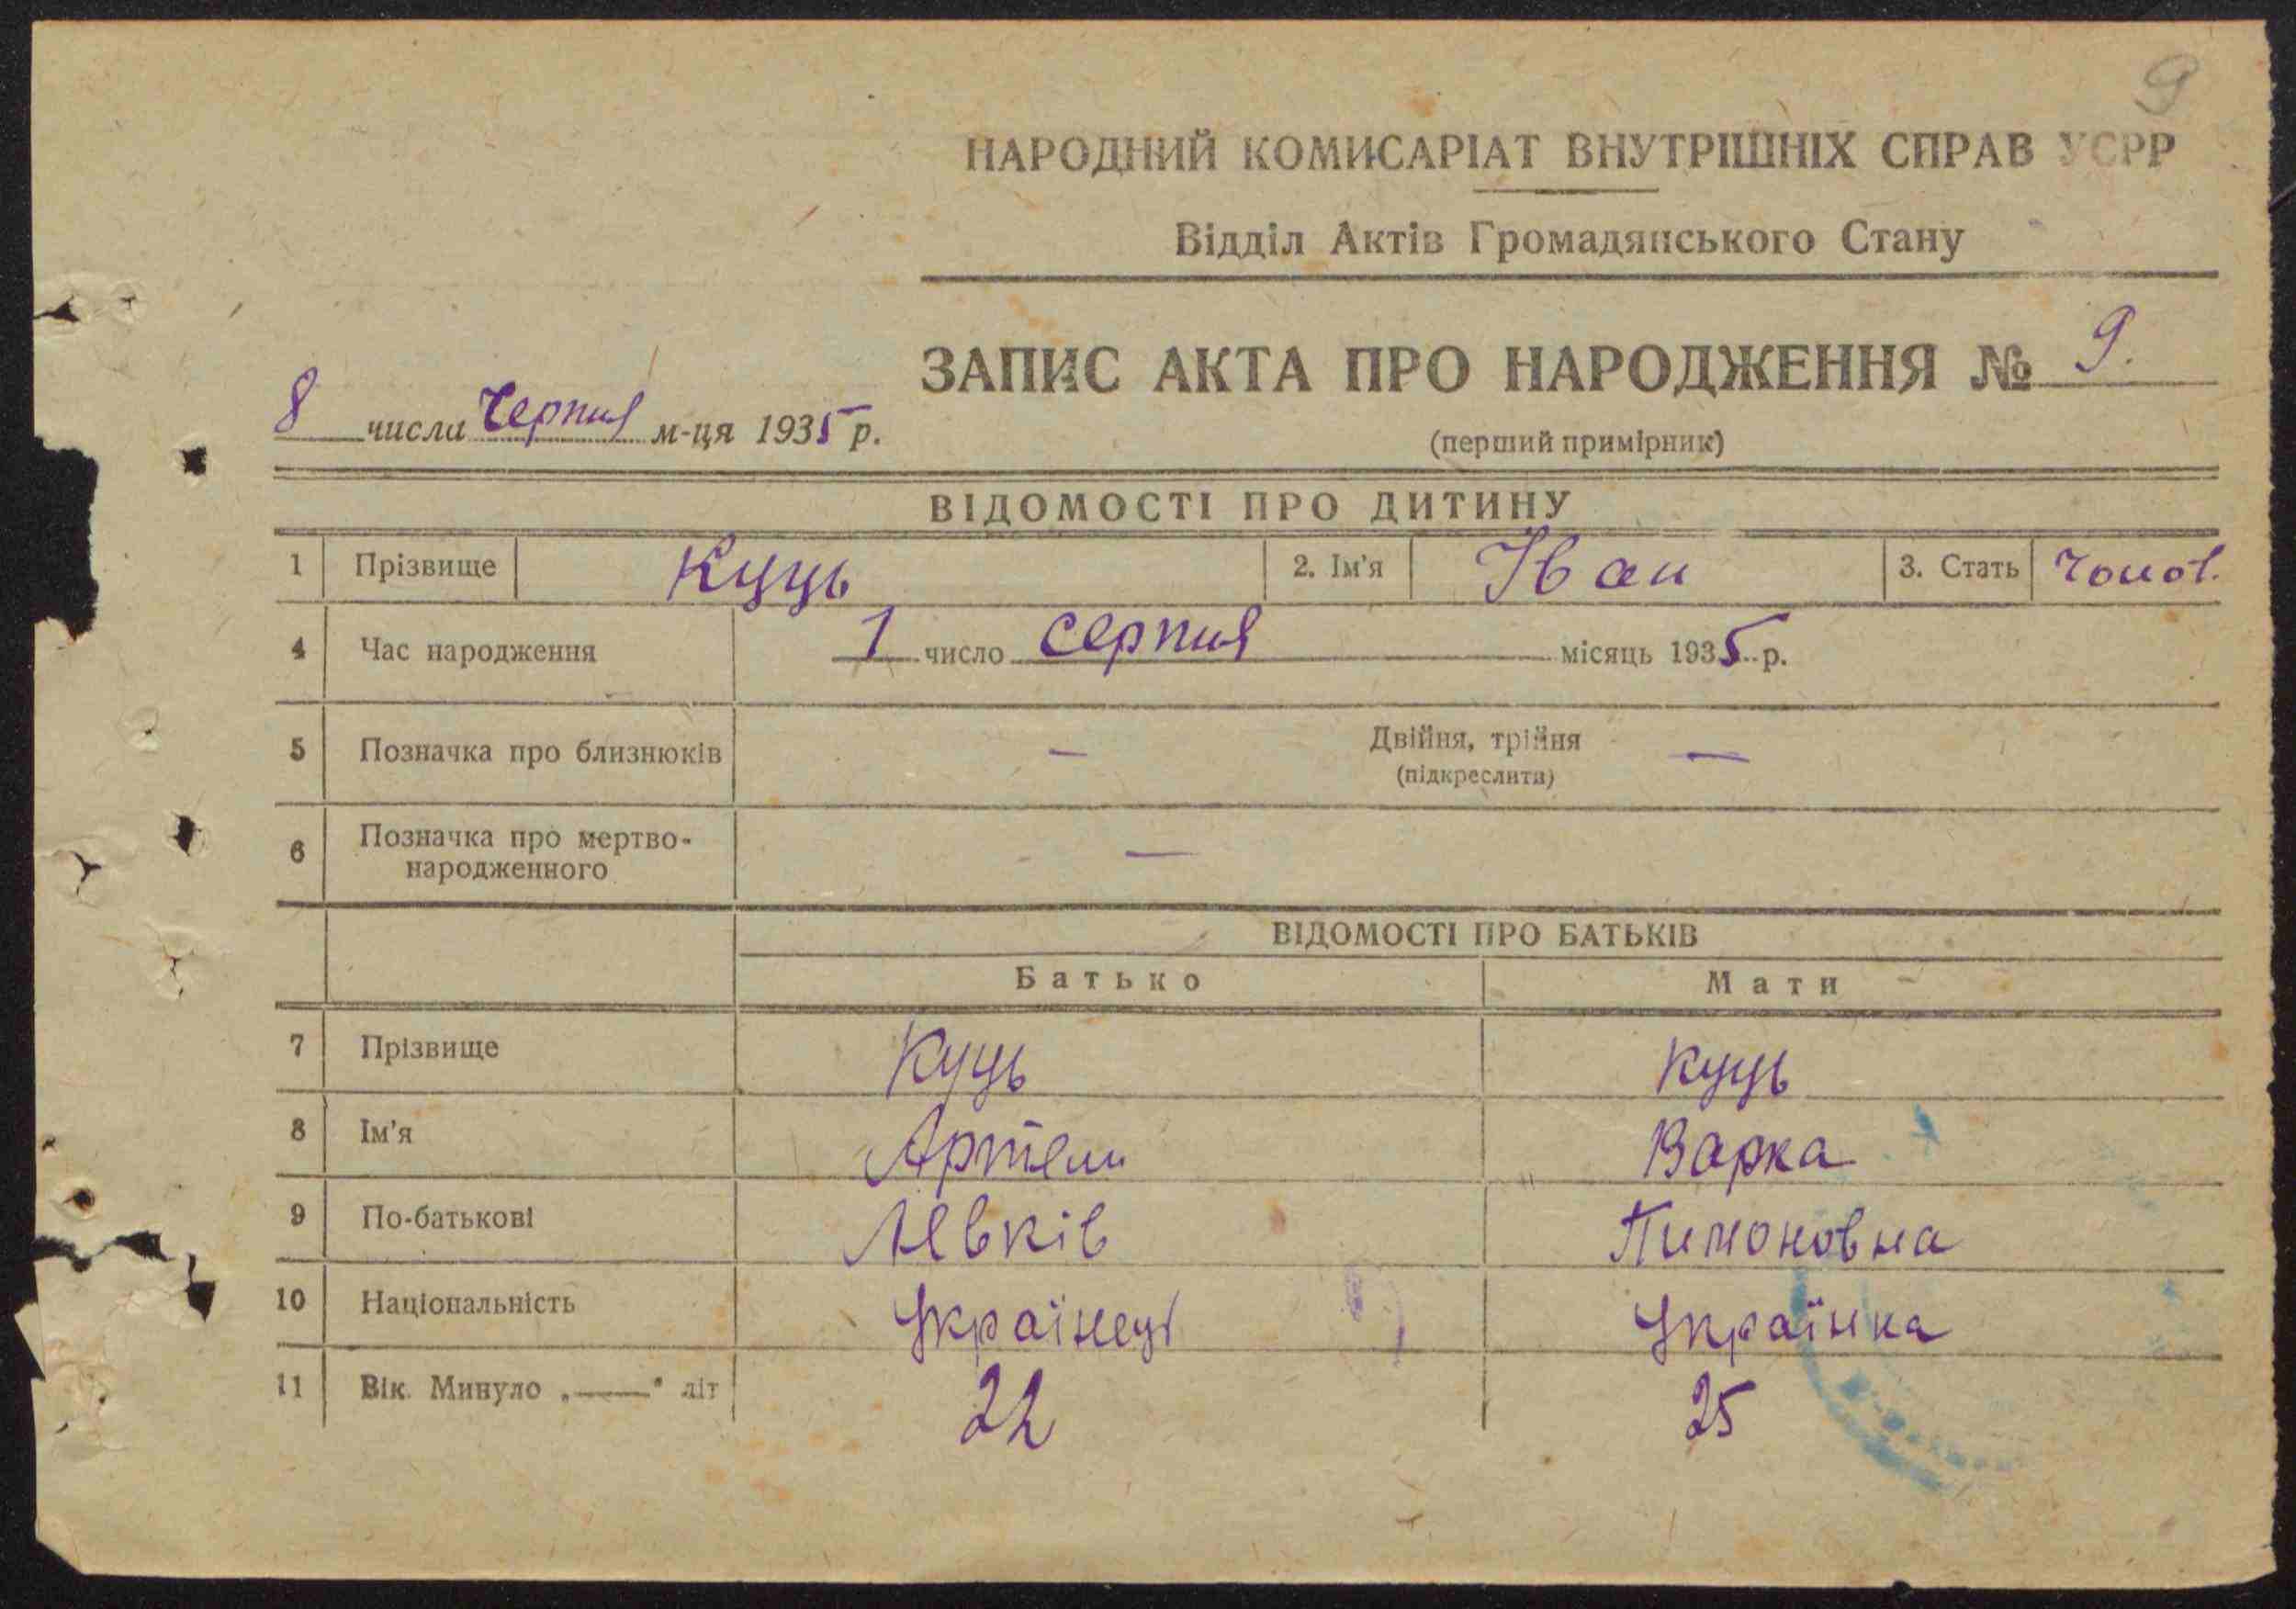 9
НАРОДНИЙ КОМИСАРІАТ ВНУТРІШНІХ СПРАВ УСРР
Відділ Актів Громадянського Стану
ЗАПИС АКТА ПРО НАРОДЖЕННЯ № 9.
8 числа Серпня м-ця 1935 р.
(перший примірник)
ВІДОМОСТІ ПРО ДИТИНУ
1 Прізвище Куць 2. Ім'я Іван 3. Стать Чолов.
4 Час народження 1 число Серпня місяць 1935 р.
5 Позначка про близнюків — Двійня, трійня —
(підкреслити)
6 Позначка про мертво-
народженного —
ВІДОМОСТІ ПРО БАТЬКІВ
Батько Мати
7 Прізвище Куць Куць
8 Ім'я Артем Варка
9 По-батькові Левків Пимоновна
10 Національність Українець Українка
11 Вік. Минуло „——" літ 22 25